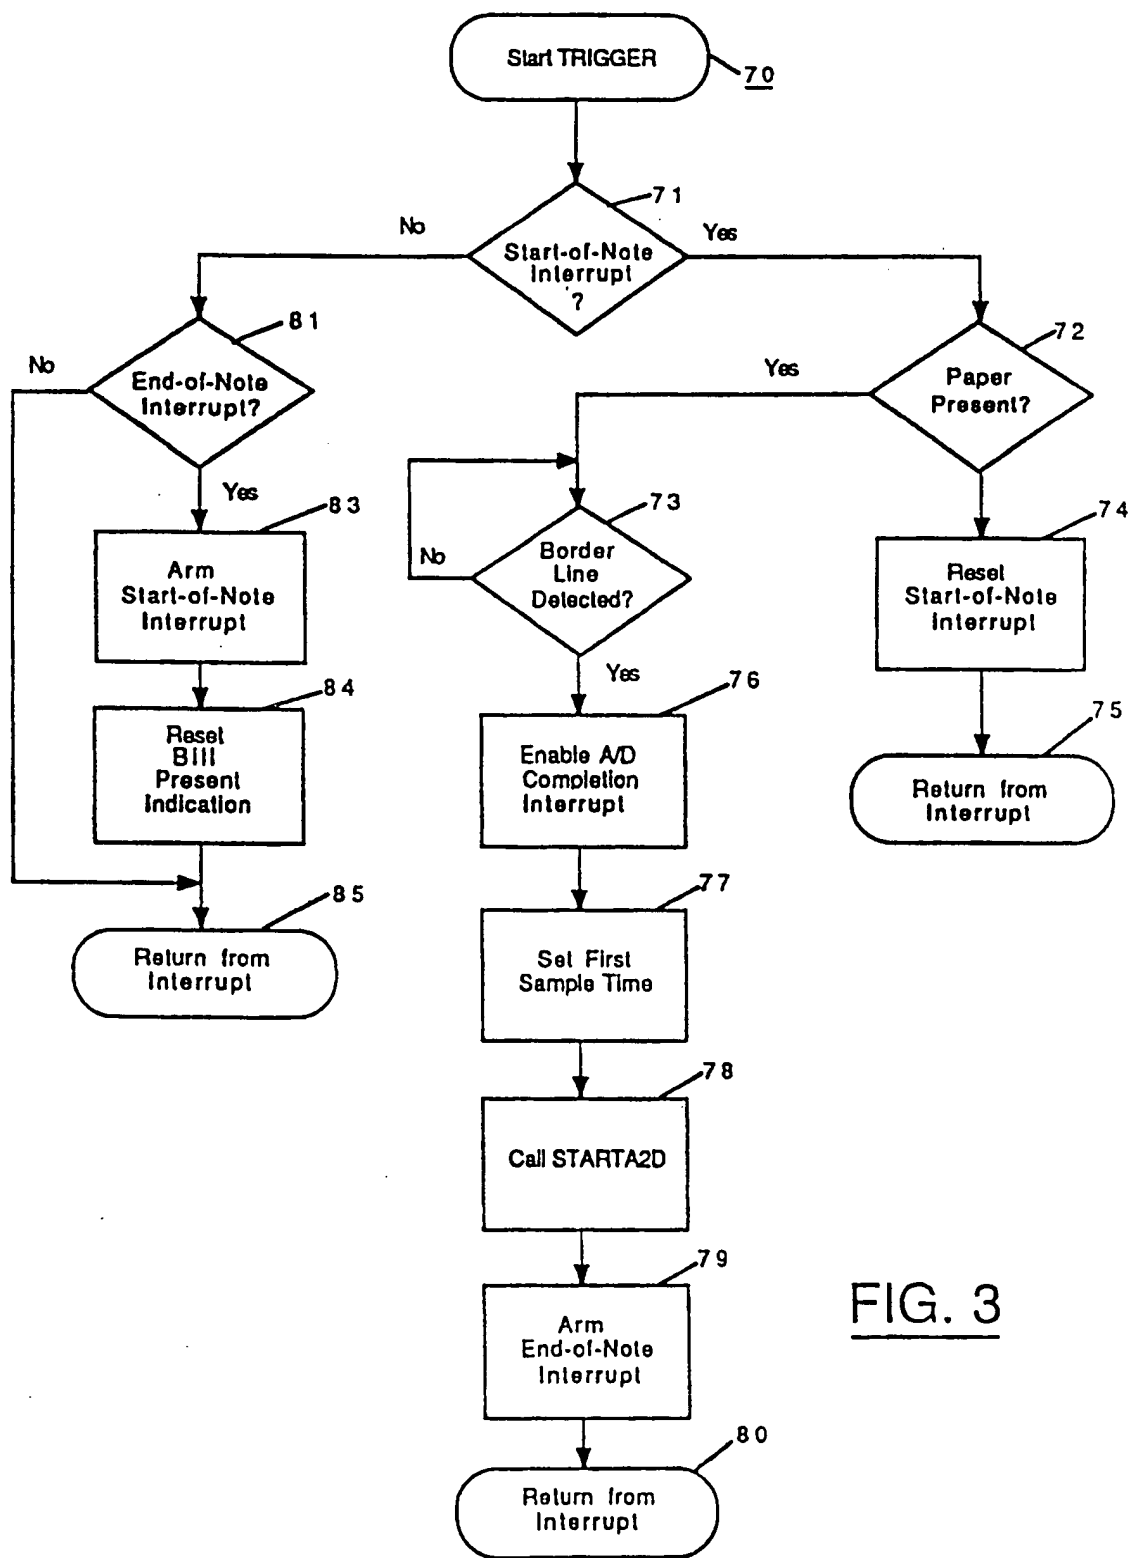 Start TRIGGER
70
71
No
Yes
Start-of-Note
Interrupt
?
81
72
No
End-of-Note
Interrupt?
Yes
Paper
Present?
Yes
83
73
74
Arm
Start-of-Note
Interrupt
No
Border
Line
Detected?
Reset
Start-of-Note
Interrupt
84
Yes
76
75
Reset
Bill
Present
Indication
Enable A/D
Completion
Interrupt
Return from
Interrupt
85
77
Return from
Interrupt
Set First
Sample Time
78
Call STARTA2D
79
Arm
End-of-Note
Interrupt
FIG. 3
80
Return from
Interrupt